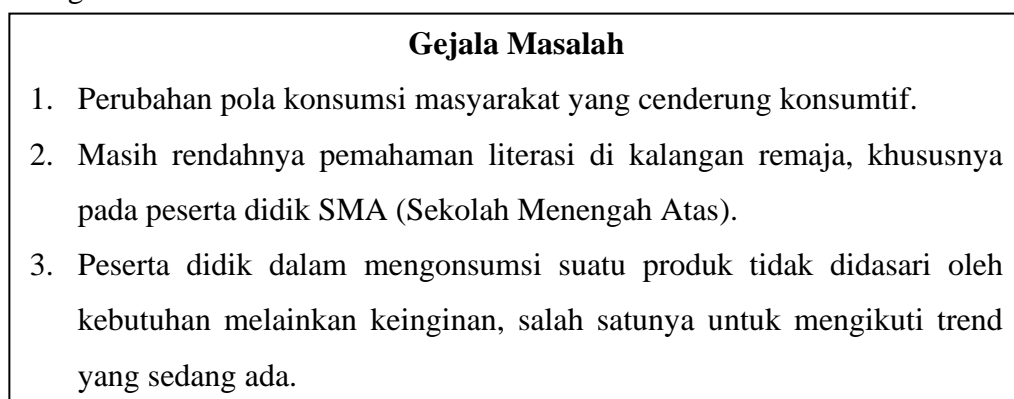 Gejala Masalah
1. Perubahan pola konsumsi masyarakat yang cenderung konsumtif.
2. Masih rendahnya pemahaman literasi di kalangan remaja, khususnya
pada peserta didik SMA (Sekolah Menengah Atas).
3. Peserta didik dalam mengonsumsi suatu produk tidak didasari oleh
kebutuhan melainkan keinginan, salah satunya untuk mengikuti trend
yang sedang ada.